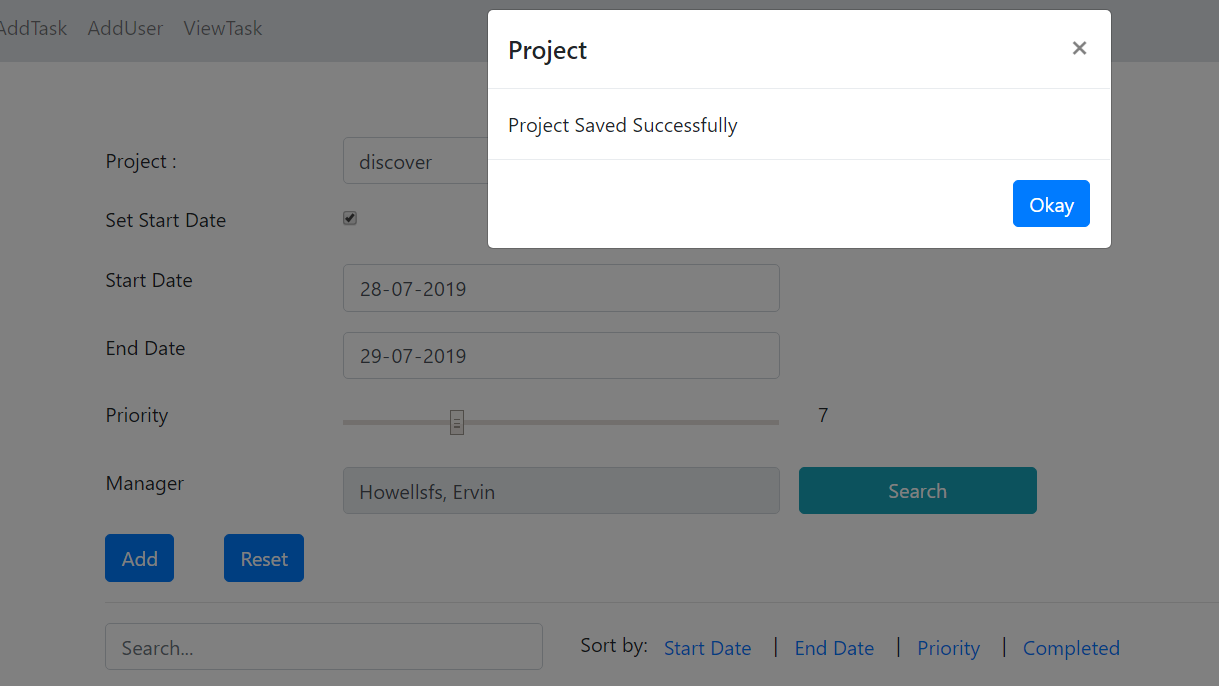 AddTask AddUser ViewTask
Project
×
Project Saved Successfully
Okay
Project :
discover
Set Start Date
Start Date
28-07-2019
End Date
29-07-2019
Priority
7
Manager
Howellsfs, Ervin
Search
Add
Reset
Search...
Sort by: Start Date | End Date | Priority | Completed